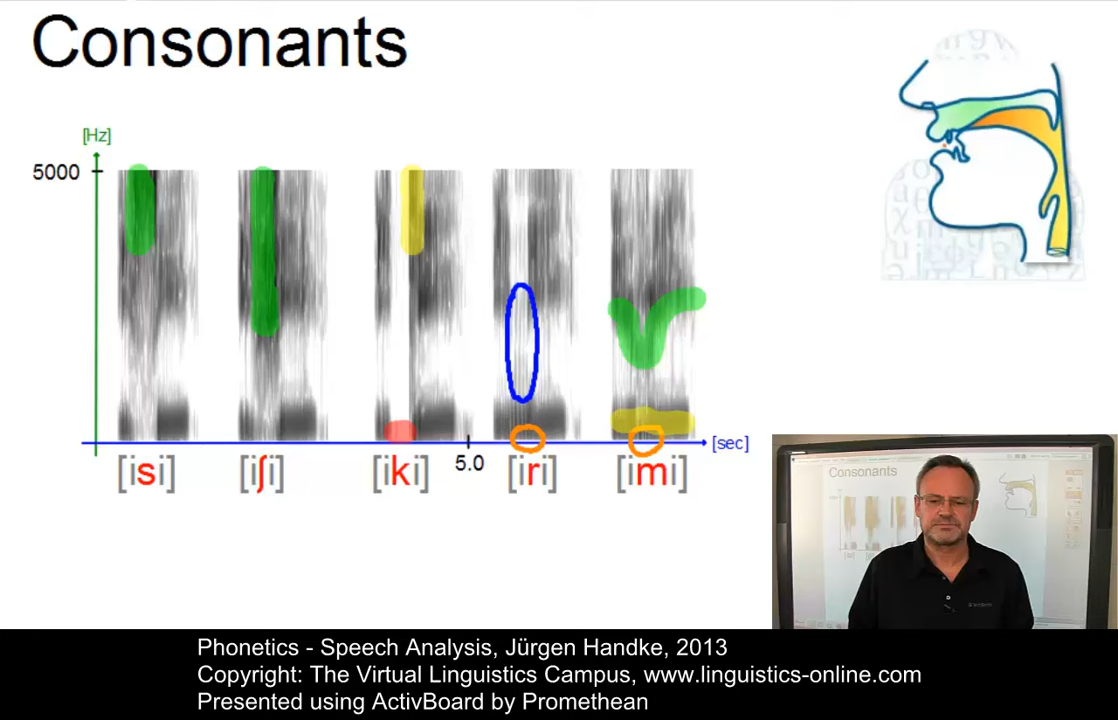 Consonants
[Hz]
5000
[sec]
[isi] [iʃi] [iki] 5.0 [iri] [imi]
Consonants
Phonetics - Speech Analysis, Jürgen Handke, 2013
Copyright: The Virtual Linguistics Campus, www.linguistics-online.com
Presented using ActivBoard by Promethean